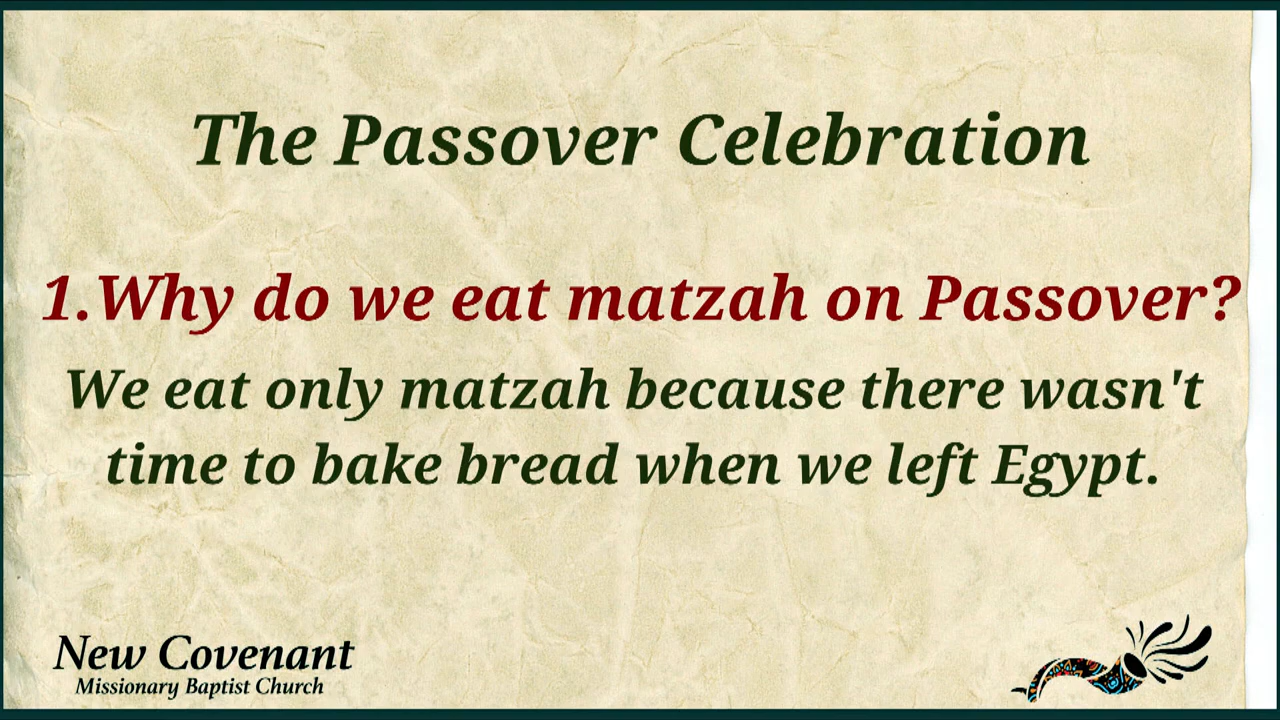 The Passover Celebration
1.Why do we eat matzah on Passover?
We eat only matzah because there wasn't
time to bake bread when we left Egypt.
New Covenant
Missionary Baptist Church